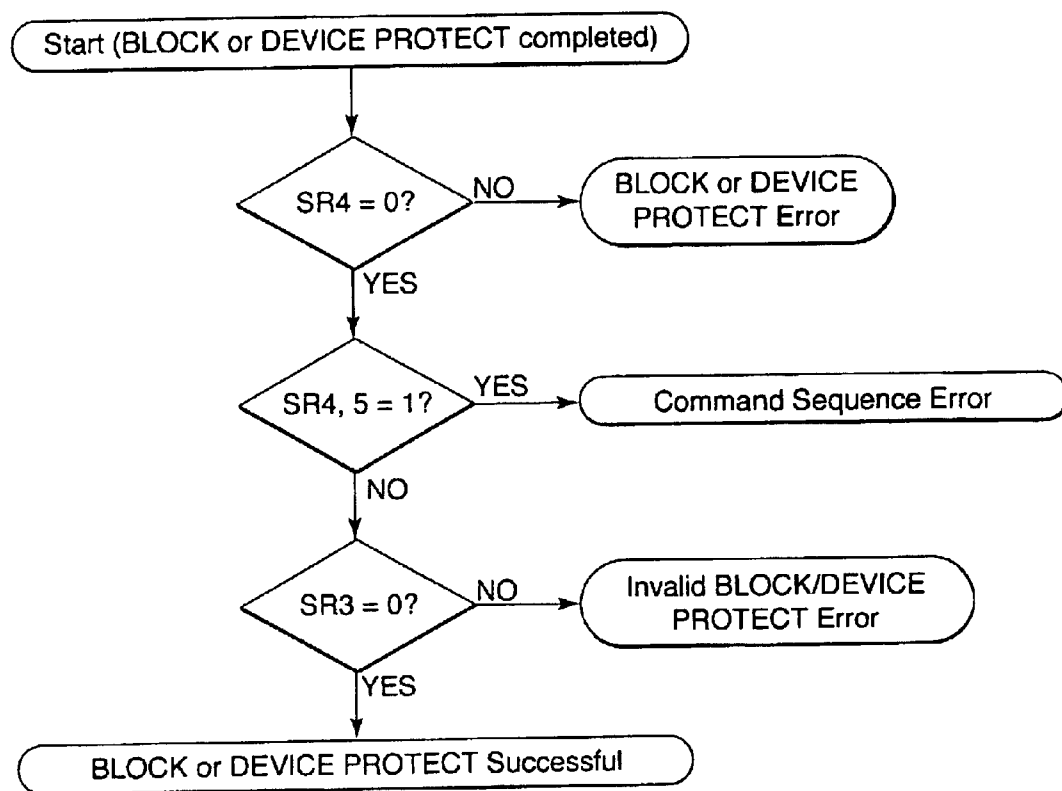 Start (BLOCK or DEVICE PROTECT completed)
SR4 = 0?
NO
BLOCK or DEVICE
PROTECT Error
YES
SR4, 5 = 1?
YES
Command Sequence Error
NO
SR3 = 0?
NO
Invalid BLOCK/DEVICE
PROTECT Error
YES
BLOCK or DEVICE PROTECT Successful